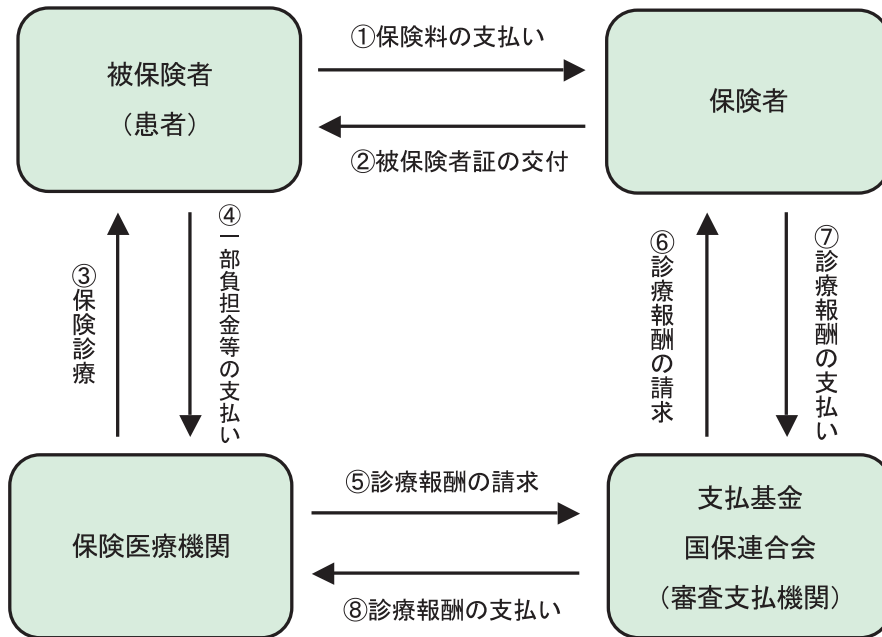 被保険者
（患者）
①保険料の支払い
②被保険者証の交付
保険者
③保険診療
④一部負担金等の支払い
⑥診療報酬の請求
⑦診療報酬の支払い
保険医療機関
⑤診療報酬の請求
⑧診療報酬の支払い
支払基金
国保連合会
（審査支払機関）